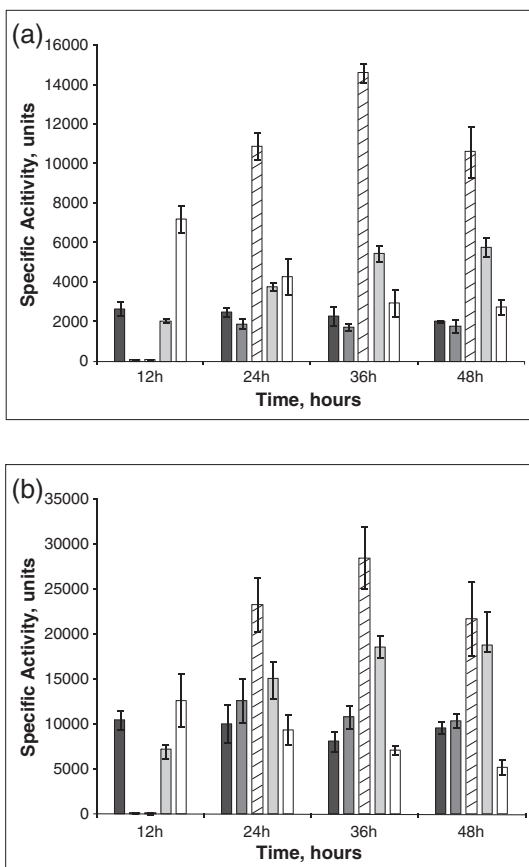 (a)
16000
14000
12000
10000
8000
6000
4000
2000
0
Specific Acitivity, units
12h 24h 36h 48h
Time, hours
(b)
35000
30000
25000
20000
15000
10000
5000
0
Specific Activity, units
12h 24h 36h 48h
Time, hours